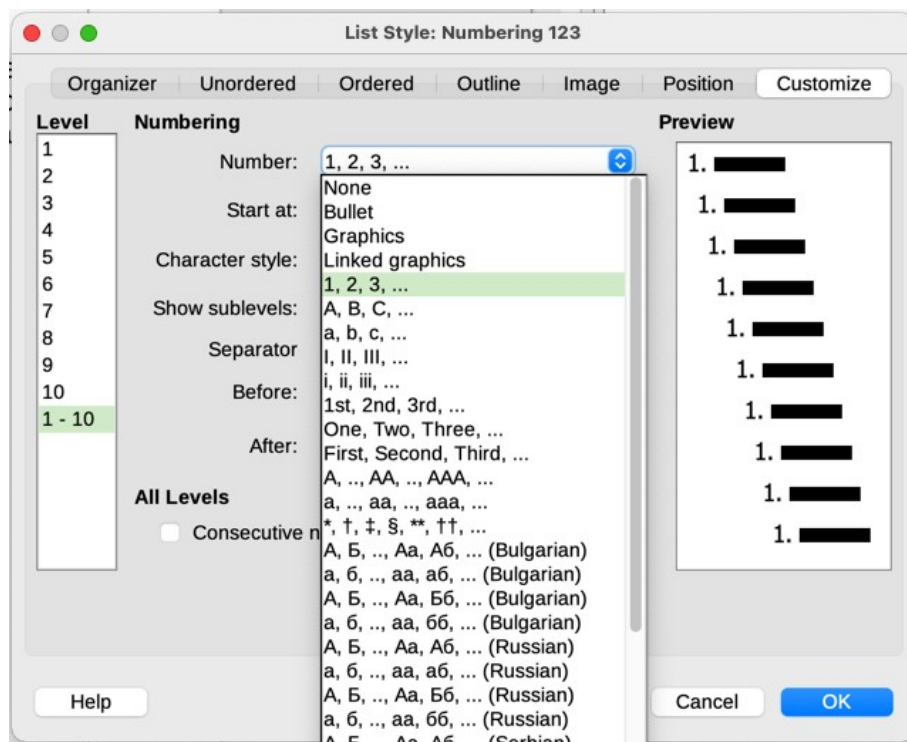 List Style: Numbering 123
Organizer Unordered Ordered Outline Image Position Customize
Level
1
2
3
4
5
6
7
8
9
10
1 - 10
Numbering
Number: 1, 2, 3, ...
Start at:
Character style:
Show sublevels:
Separator
Before:
After:
All Levels
Consecutive n
None
Bullet
Graphics
Linked graphics
1, 2, 3, ...
A, B, C, ...
a, b, c, ...
I, II, III, ...
i, ii, iii, ...
1st, 2nd, 3rd, ...
One, Two, Three, ...
First, Second, Third, ...
A, .., AA, .., AAA, ...
a, .., aa, .., aaa, ...
*, †, ‡, §, **, ††, ...
А, Б, .., Аа, Аб, ... (Bulgarian)
а, б, .., аа, аб, ... (Bulgarian)
А, Б, .., Аа, Бб, ... (Bulgarian)
а, б, .., аа, бб, ... (Bulgarian)
А, Б, .., Аа, Аб, ... (Russian)
а, б, .., аа, аб, ... (Russian)
А, Б, .., Аа, Бб, ... (Russian)
а, б, .., аа, бб, ... (Russian)
А, Б, .., Аа, Аб, ... (Serbian)
Preview
1.
1.
1.
1.
1.
1.
1.
1.
1.
1.
Help
Cancel
OK